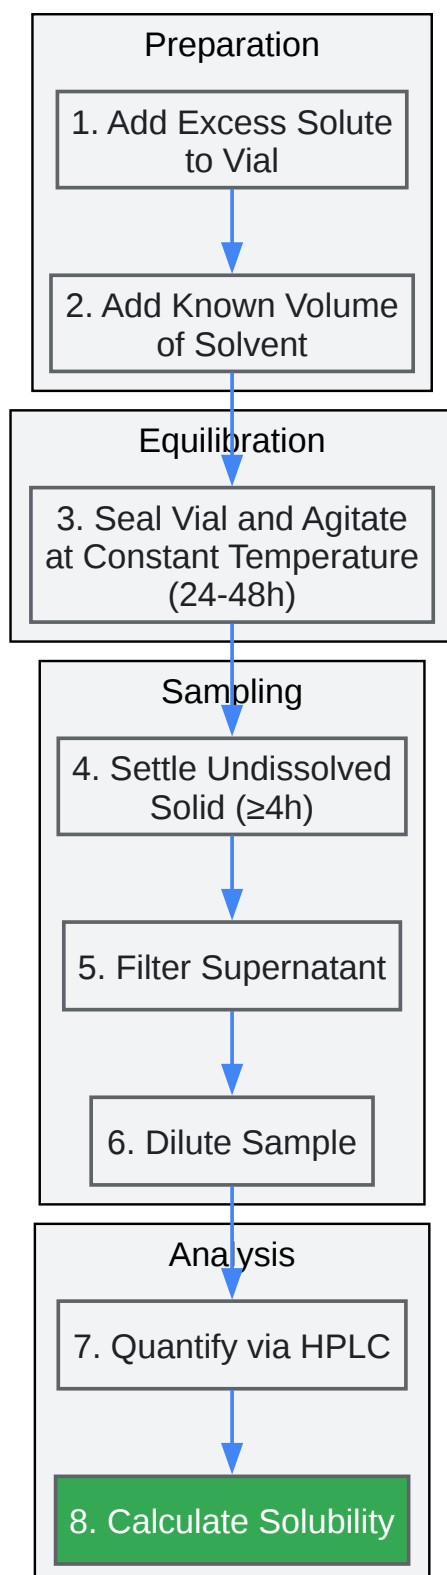 Preparation
1. Add Excess Solute
to Vial
2. Add Known Volume
of Solvent
Equilibration
3. Seal Vial and Agitate
at Constant Temperature
(24-48h)
Sampling
4. Settle Undissolved
Solid (≥4h)
5. Filter Supernatant
6. Dilute Sample
Analysis
7. Quantify via HPLC
8. Calculate Solubility